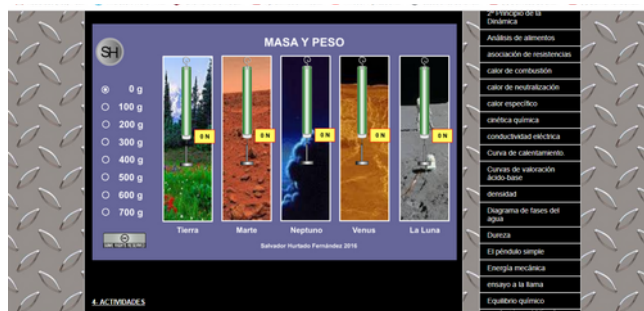 MASA Y PESO
SH
0 g
100 g
200 g
300 g
400 g
500 g
600 g
700 g
0 N
0 N
0 N
0 N
0 N
Tierra
Marte
Neptuno
Venus
La Luna
Salvador Hurtado Fernández 2016
4. ACTIVIDADES
2º Principio de la
Dinámica
Análisis de alimentos
asociación de resistencias
calor de combustión
calor de neutralización
calor específico
cinética química
conductividad eléctrica
Curva de calentamiento
Curvas de valoración
ácido-base
densidad
Diagrama de fases del
agua
Dureza
El péndulo simple
Energía mecánica
ensayo a la llama
Equilibrio químico